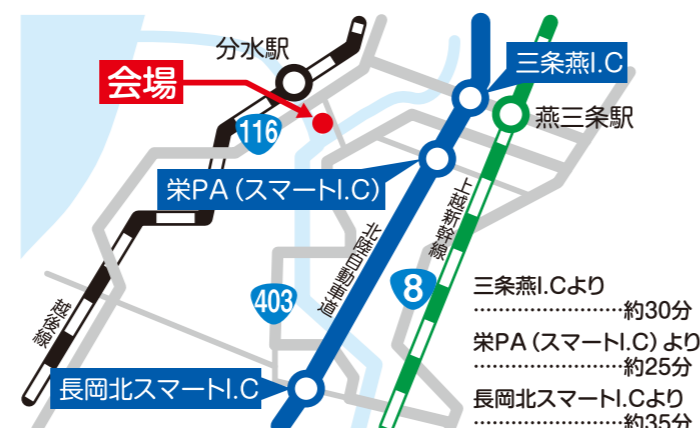 分水駅
三条燕I.C
会場
燕三条駅
116
栄PA（スマートI.C）
上越新幹線
北陸自動車道
403
8
越後線
長岡北スマートI.C
三条燕I.Cより
……………………約30分
栄PA（スマートI.C）より
……………………約25分
長岡北スマートI.Cより
……………………約35分